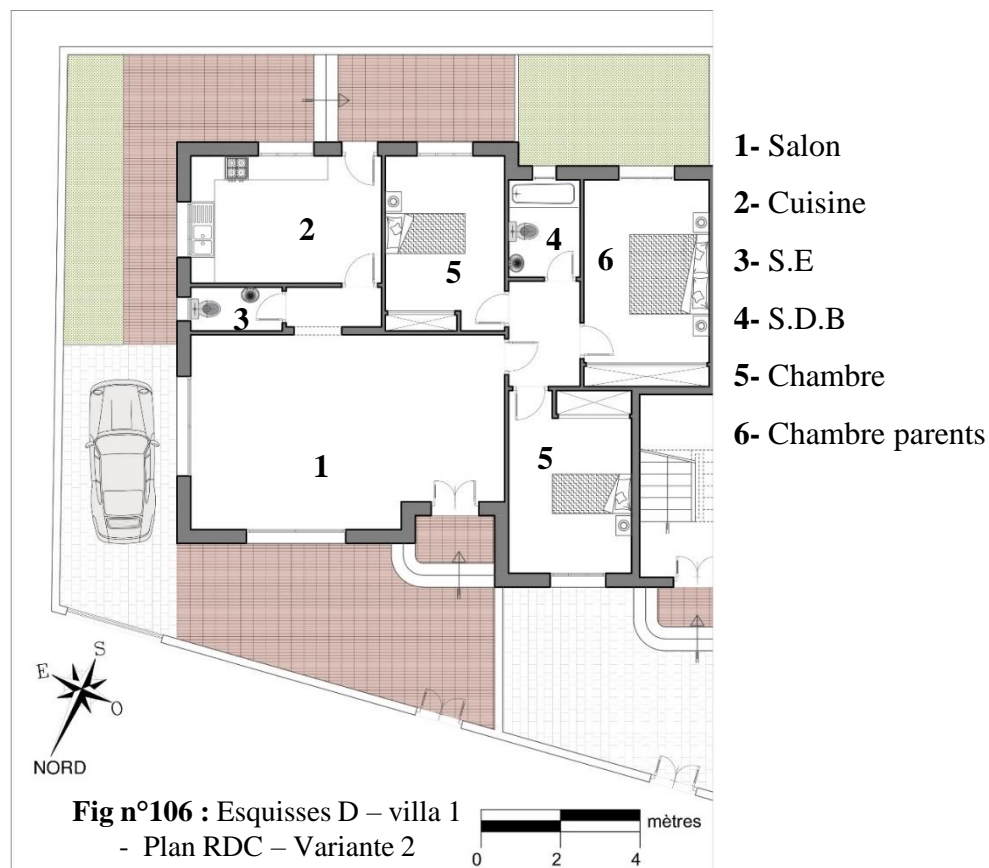 1- Salon
2- Cuisine
3- S.E
4- S.D.B
5- Chambre
6- Chambre parents
2
5
4
6
3
1
5
E
S
O
NORD
Fig n°106 : Esquisses D – villa 1
- Plan RDC – Variante 2
mètres
0 2 4